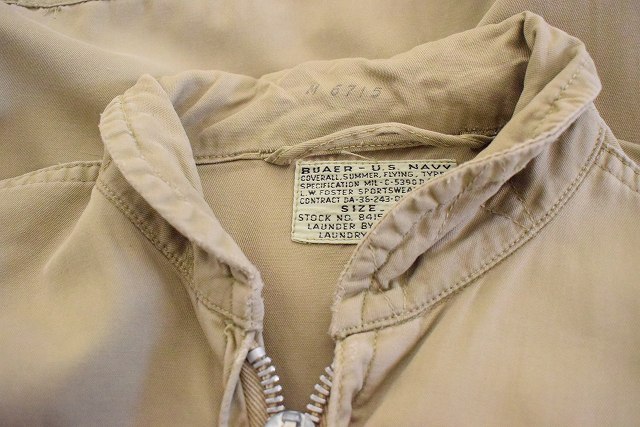 M 6715
BUAER - U.S. NAVY
COVERALL, SUMMER, FLYING, TYPE
SPECIFICATION MIL-C-5390
L.W. FOSTER SPORTSWEAR
CONTRACT DA-36-243-
SIZE-
STOCK NO. 8415
LAUNDER BY
LAUNDRY